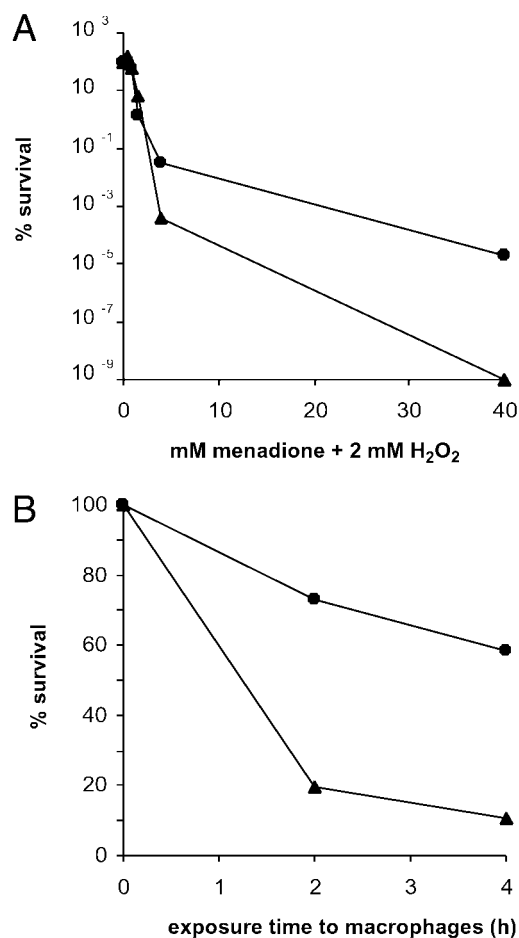 A
10 3
10
10 -1
10 -3
10 -5
10 -7
10 -9
% survival
0 10 20 30 40
mM menadione + 2 mM H2O2
B
100
80
60
40
20
0
% survival
0 1 2 3 4
exposure time to macrophages (h)